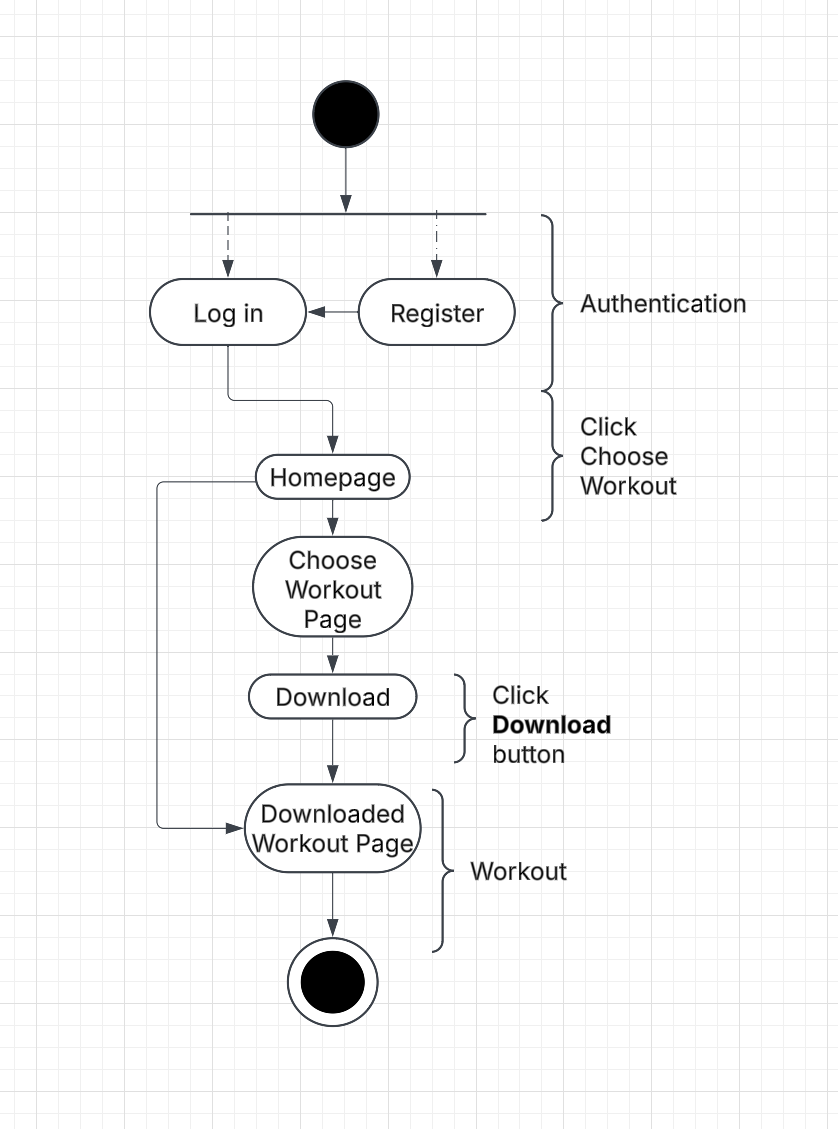 Log in
Register
Authentication
Click
Choose
Workout
Homepage
Choose
Workout
Page
Download
Click
Download
button
Downloaded
Workout Page
Workout